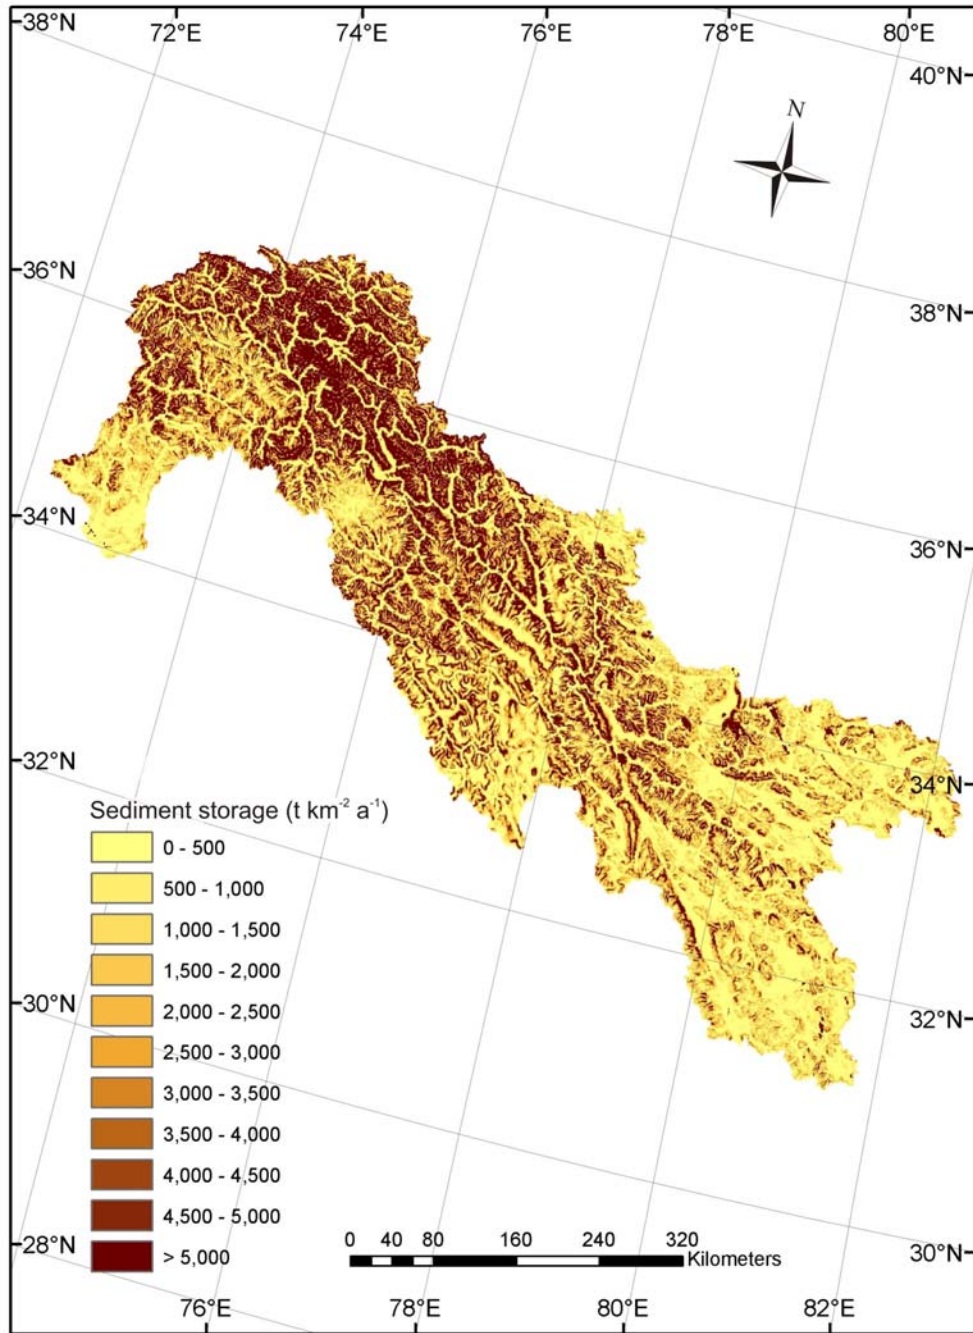 38°N
72°E 74°E 76°E 78°E 80°E
40°N
N
36°N
38°N
34°N
36°N
32°N
34°N
Sediment storage (t km⁻² a⁻¹)
0 - 500
500 - 1,000
1,000 - 1,500
1,500 - 2,000
30°N
2,000 - 2,500
32°N
2,500 - 3,000
3,000 - 3,500
3,500 - 4,000
4,000 - 4,500
4,500 - 5,000
28°N
> 5,000
0 40 80 160 240 320
Kilometers
30°N
76°E 78°E 80°E 82°E